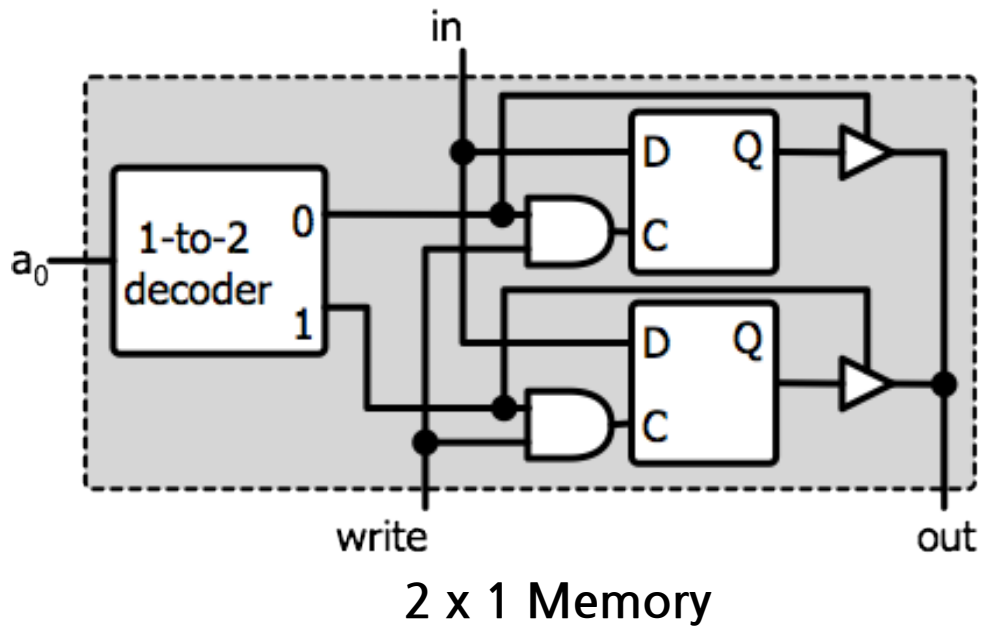 in
D
Q
0
1-to-2
a0
C
decoder
1
D
Q
C
write
out
2 x 1 Memory